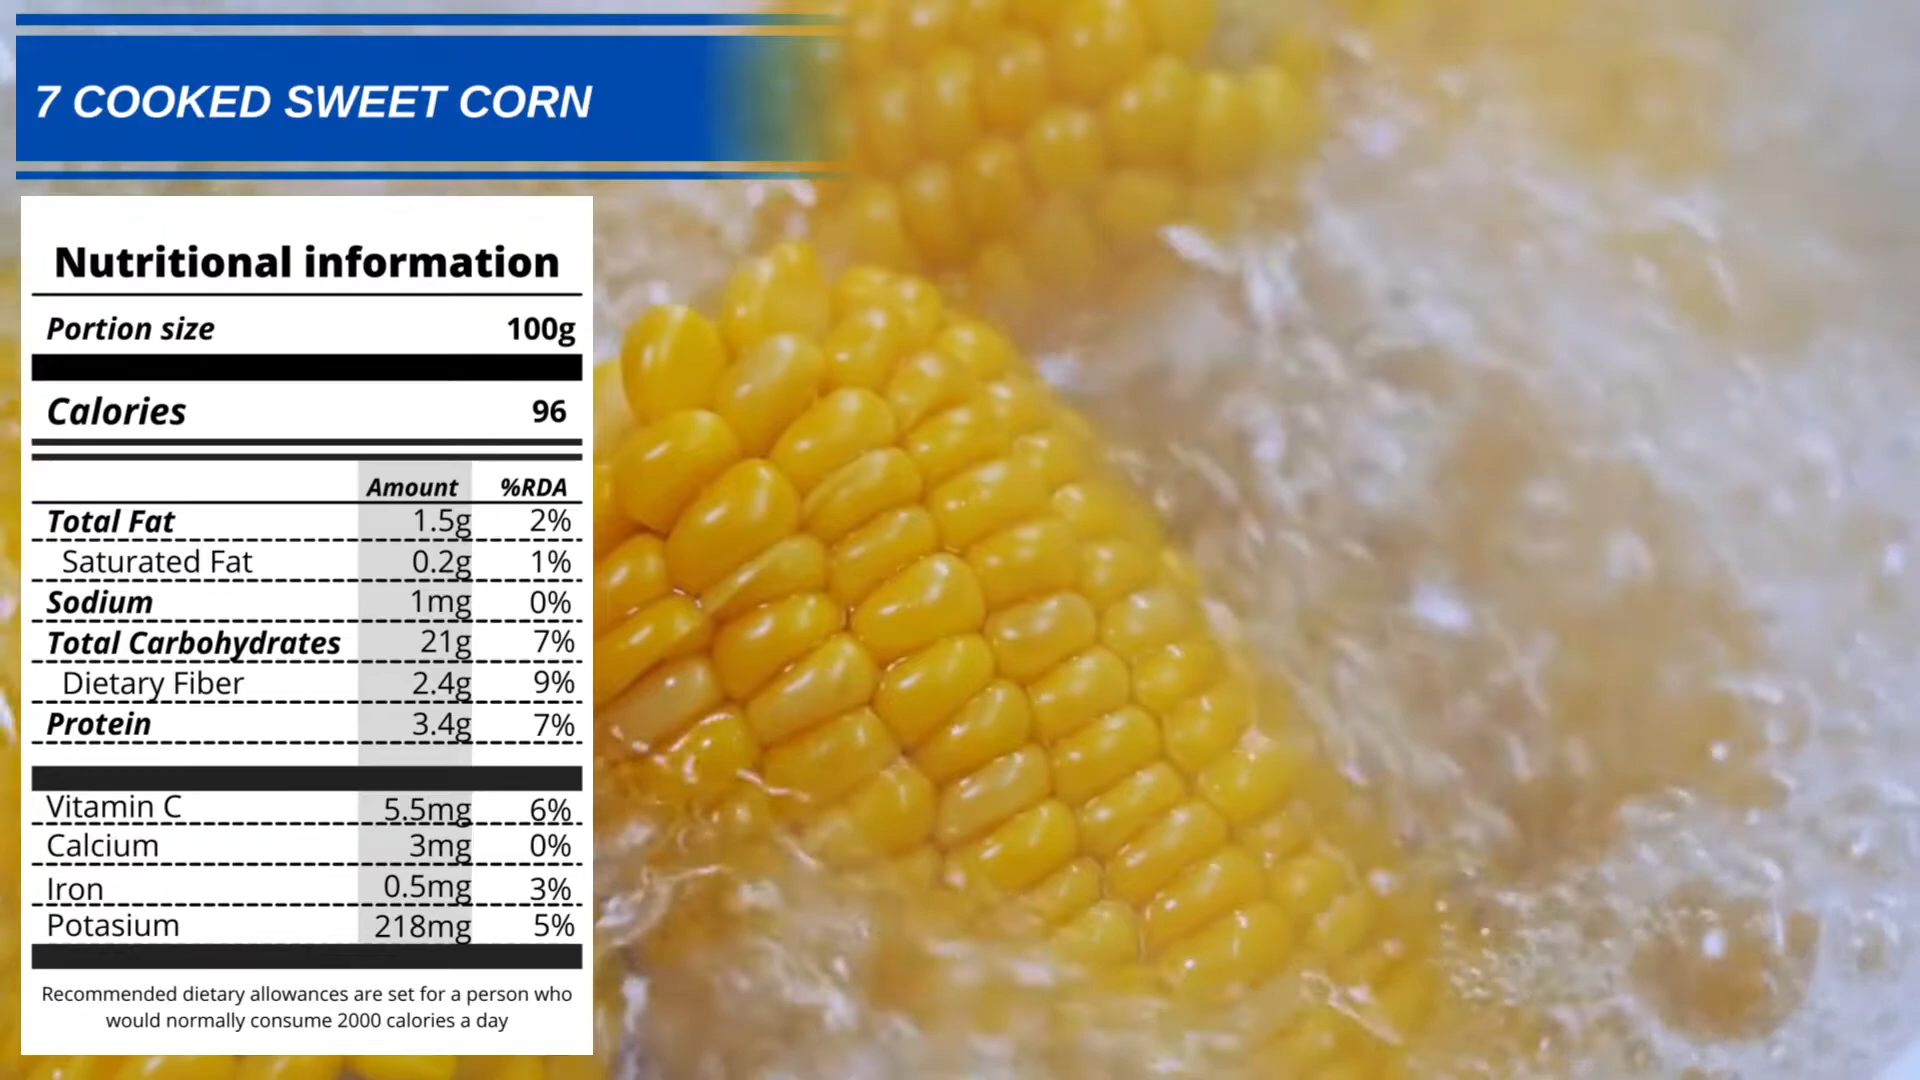 7 COOKED SWEET CORN
Nutritional information
Portion size 100g
Calories 96
Amount %RDA
Total Fat 1.5g 2%
Saturated Fat 0.2g 1%
Sodium 1mg 0%
Total Carbohydrates 21g 7%
Dietary Fiber 2.4g 9%
Protein 3.4g 7%
Vitamin C 5.5mg 6%
Calcium 3mg 0%
Iron 0.5mg 3%
Potasium 218mg 5%
Recommended dietary allowances are set for a person who
would normally consume 2000 calories a day